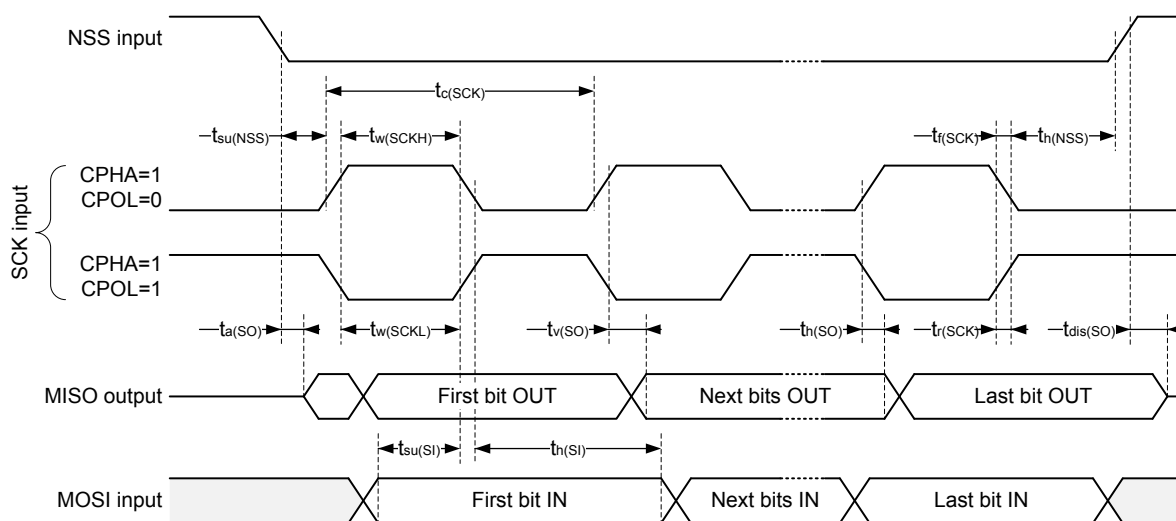 NSS input
tc(SCK)
tsu(NSS) tw(SCKH) tf(SCK) th(NSS)
SCK input
CPHA=1
CPOL=0
CPHA=1
CPOL=1
ta(SO) tw(SCKL) tv(SO) th(SO) tr(SCK) tdis(SO)
MISO output First bit OUT Next bits OUT Last bit OUT
tsu(SI) th(SI)
MOSI input First bit IN Next bits IN Last bit IN